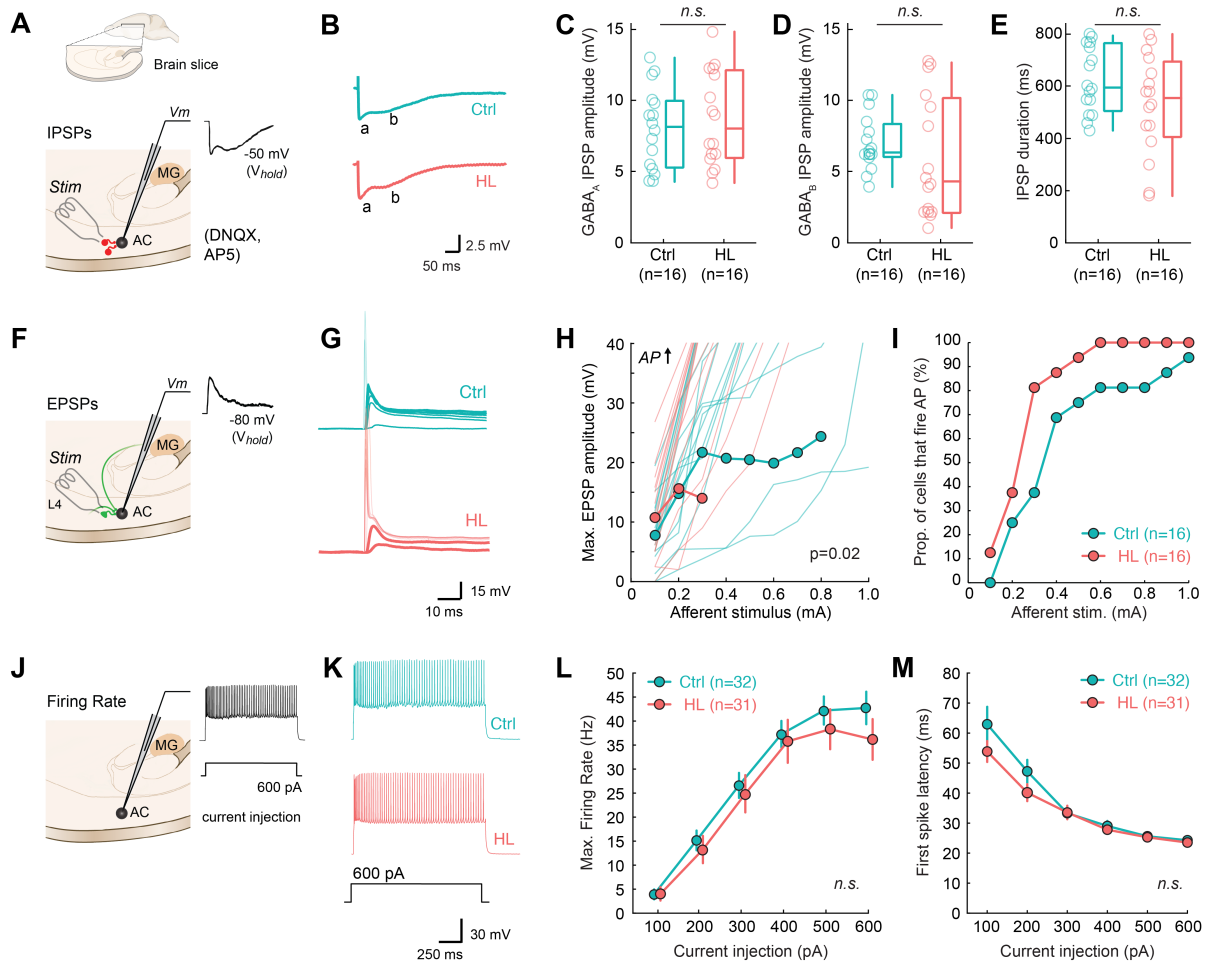 A
Brain slice
IPSPs
Vm
-50 mV
(Vhold)
MG
Stim
AC
(DNQX,
AP5)
B
a
b
Ctrl
a
b
HL
2.5 mV
50 ms
C
n.s.
GABAA IPSP amplitude (mV)
15
10
5
0
Ctrl
(n=16)
HL
(n=16)
D
n.s.
GABAB IPSP amplitude (mV)
15
10
5
0
Ctrl
(n=16)
HL
(n=16)
E
n.s.
IPSP duration (ms)
800
600
400
200
0
Ctrl
(n=16)
HL
(n=16)
F
EPSPs
Vm
-80 mV
(Vhold)
MG
Stim
L4
AC
G
Ctrl
HL
15 mV
10 ms
H
AP
Max. EPSP amplitude (mV)
40
30
20
10
0
p=0.02
0
0.2
0.4
0.6
0.8
1.0
Afferent stimulus (mA)
I
Prop. of cells that fire AP (%)
100
90
80
70
60
50
40
30
20
10
0
Ctrl (n=16)
HL (n=16)
0
0.2
0.4
0.6
0.8
1.0
Afferent stim. (mA)
J
Firing Rate
MG
AC
600 pA
current injection
K
Ctrl
HL
600 pA
30 mV
250 ms
L
Max. Firing Rate (Hz)
50
45
40
35
30
25
20
15
10
5
0
Ctrl (n=32)
HL (n=31)
n.s.
100
200
300
400
500
600
Current injection (pA)
M
First spike latency (ms)
80
70
60
50
40
30
20
10
0
Ctrl (n=32)
HL (n=31)
n.s.
100
200
300
400
500
600
Current injection (pA)